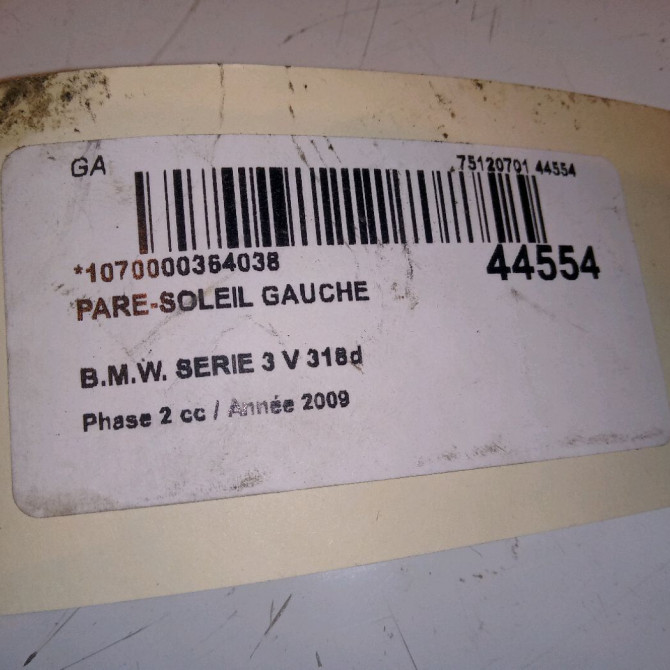 GA
75120701 44554
*1070000364038
44554
PARE-SOLEIL GAUCHE
B.M.W. SERIE 3 V 318d
Phase 2 cc / Année 2009